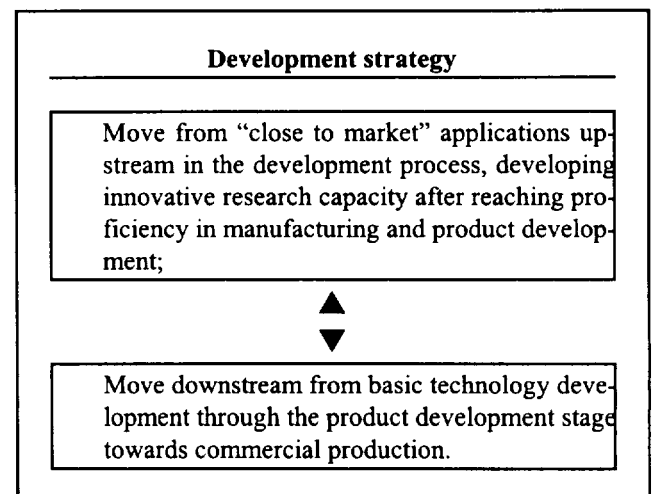 Development strategy
Move from “close to market” applications up-
stream in the development process, developing
innovative research capacity after reaching pro-
ficiency in manufacturing and product develop-
ment;
Move downstream from basic technology deve-
lopment through the product development stage
towards commercial production.